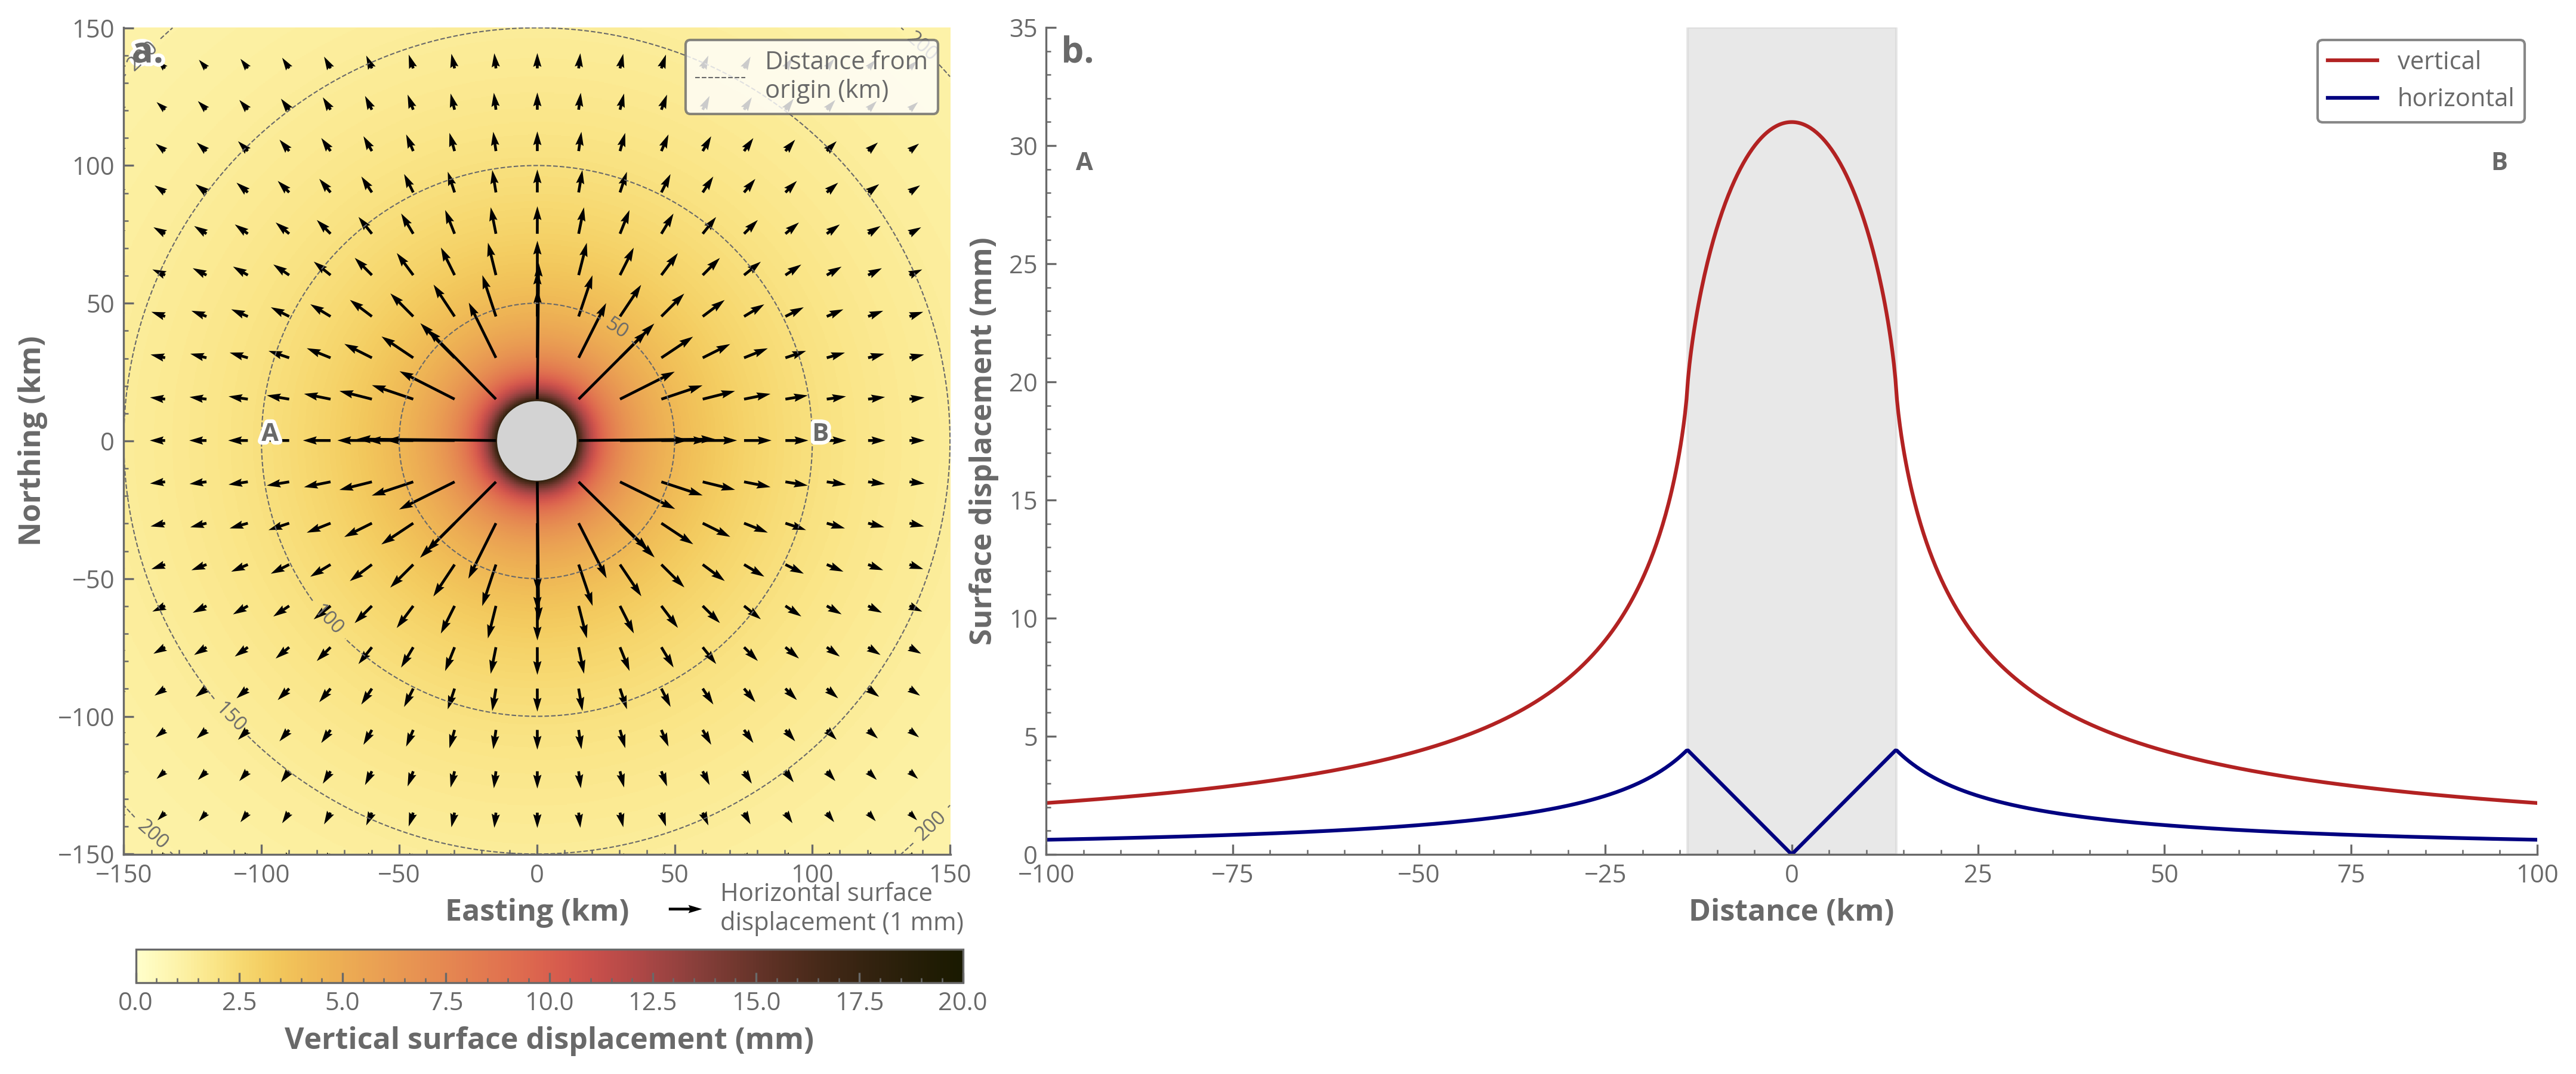 a.
Distance from
origin (km)
200
200
150
100
50
0
−50
−100
−150
Northing (km)
50
A
B
100
150
200
200
−150
−100
−50
0
50
100
150
Easting (km)
Horizontal surface
displacement (1 mm)
0.0
2.5
5.0
7.5
10.0
12.5
15.0
17.5
20.0
Vertical surface displacement (mm)
b.
vertical
horizontal
A
B
35
30
25
20
15
10
5
0
Surface displacement (mm)
−100
−75
−50
−25
0
25
50
75
100
Distance (km)